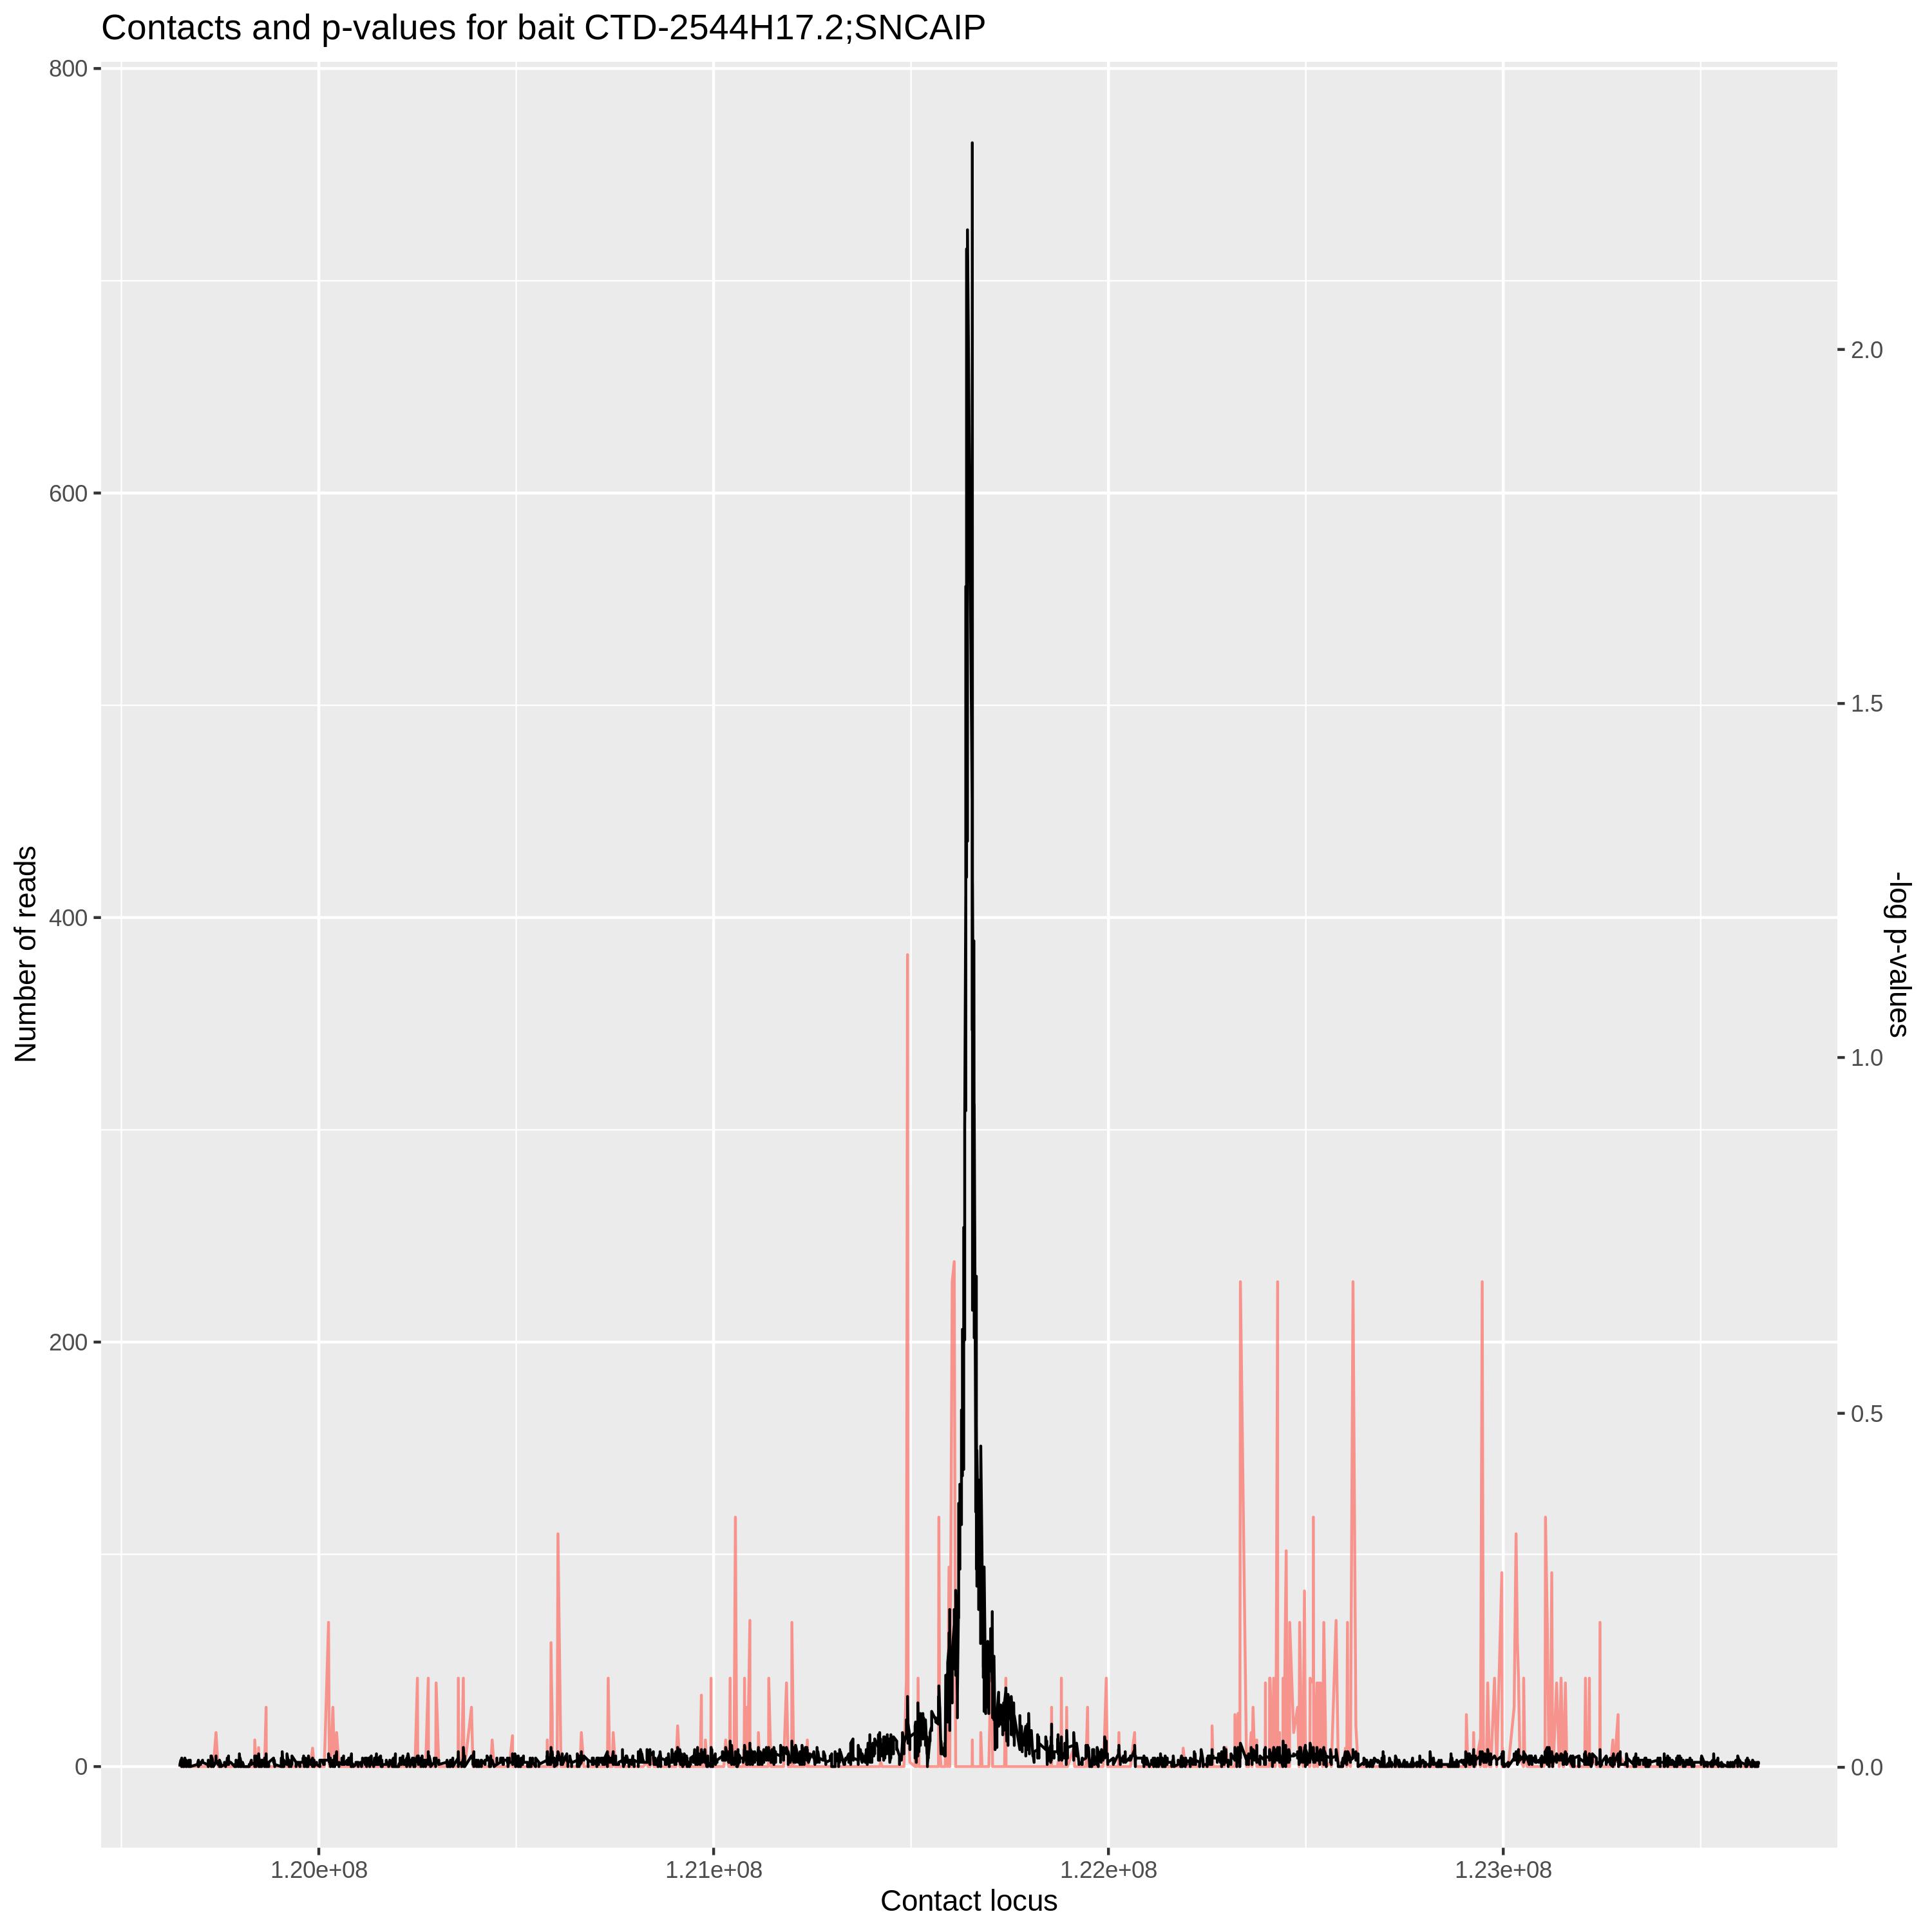 Contacts and p-values for bait CTD-2544H17.2;SNCAIP
800
600
400
200
0
Number of reads
2.0
1.5
1.0
0.5
0.0
-log p-values
1.20e+08
1.21e+08
1.22e+08
1.23e+08
Contact locus